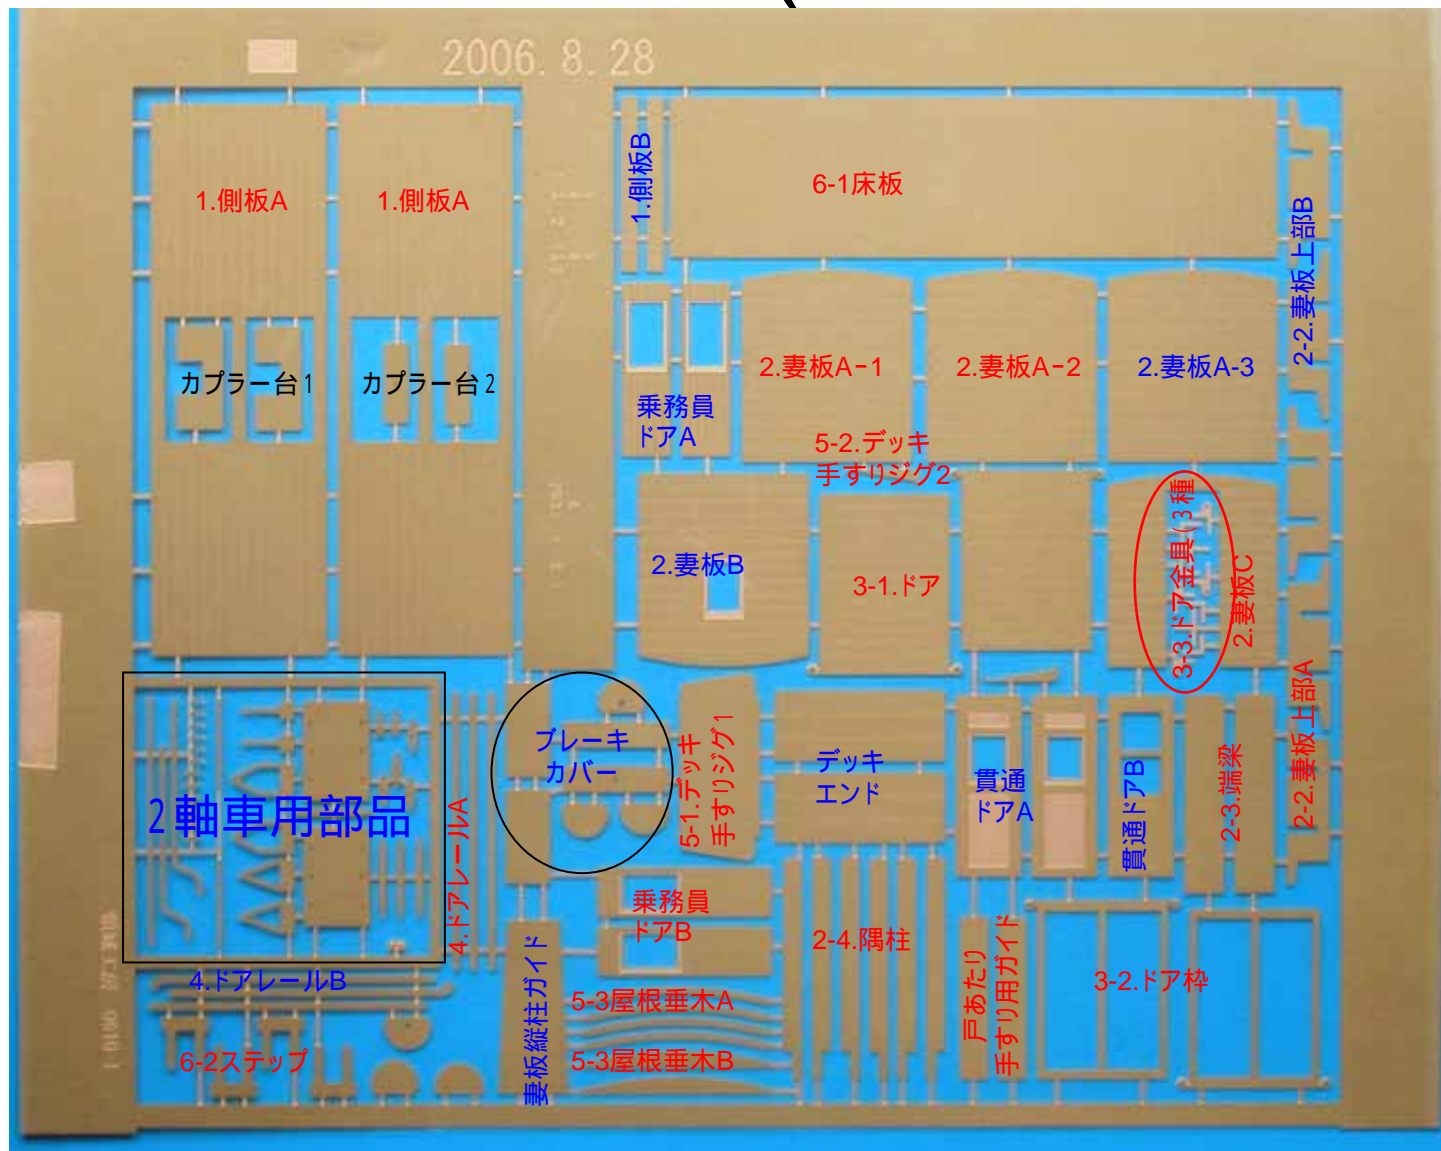 2006.8.28
1.側板A
1.側板A
1.側板B
6-1床板
2-2.妻板上部B
カプラー台1
カプラー台2
乗務員
ドアA
2.妻板A-1
2.妻板A-2
2.妻板A-3
5-2.デッキ
手すりジグ2
2.妻板B
3-1.ドア
3-3.ドア金具(3種
2.妻板C
2-2.妻板上部A
2軸車用部品
4.ドアレールA
ブレーキ
カバー
5-1.デッキ
手すりジグ1
デッキ
エンド
貫通
ドアA
貫通ドアB
2-3.端梁
4.ドアレールB
6-2ステップ
妻板縦柱ガイド
乗務員
ドアB
5-3屋根垂木A
5-3屋根垂木B
2-4.隅柱
戸あたり
手すり用ガイド
3-2.ドア枠